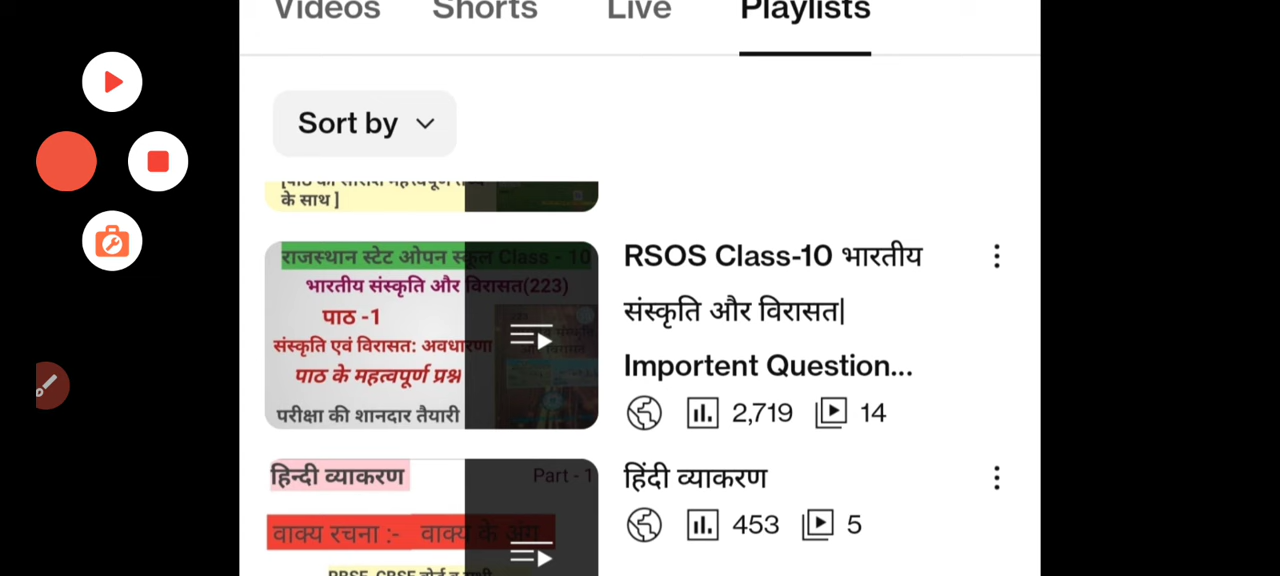 Videos Shorts Live Playlists
Sort by
के साथ ]
राजस्थान स्टेट ओपन स्कूल Class - 10
भारतीय संस्कृति और विरासत(223)
पाठ -1
संस्कृति एवं विरासत: अवधारणा
पाठ के महत्वपूर्ण प्रश्न
परीक्षा की शानदार तैयारी
RSOS Class-10 भारतीय
संस्कृति और विरासत|
Importent Question...
2,719 14
हिन्दी व्याकरण Part - 1
वाक्य रचना :- वाक्य के अंग
हिंदी व्याकरण
453 5